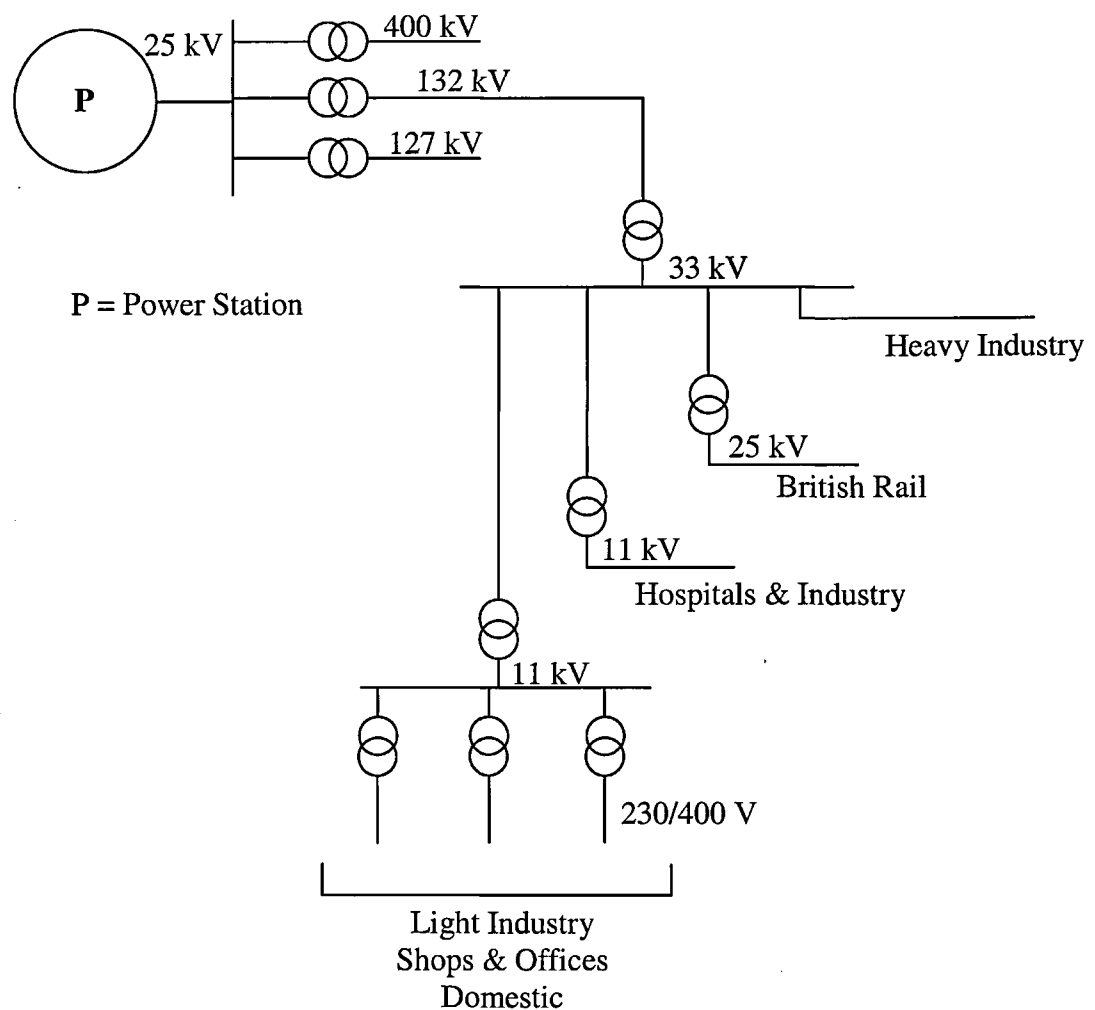 25 kV
400 kV
P
132 kV
127 kV
33 kV
P = Power Station
Heavy Industry
25 kV
British Rail
11 kV
Hospitals & Industry
11 kV
230/400 V
Light Industry
Shops & Offices
Domestic